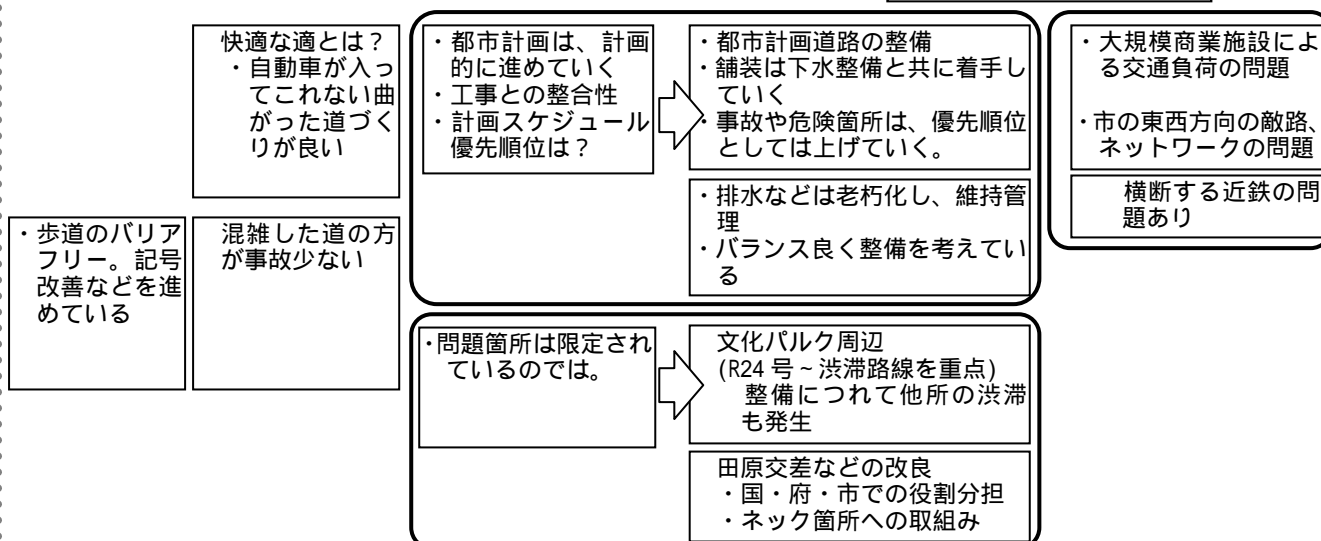 快適な適とは？
・自動車が入っ
てこれない曲
がった道づく
りが良い
・歩道のバリア
フリー。記号
改善などを進
めている
混雑した道の方
が事故少ない
・都市計画は、計画
的に進めていく
・工事との整合性
・計画スケジュール
優先順位は？
・都市計画道路の整備
・舗装は下水整備と共に着手し
ていく
・事故や危険箇所は、優先順位
としては上げていく。
・排水などは老朽化し、維持管
理
・バランス良く整備を考えてい
る
・問題箇所は限定され
ているのでは。
文化パルク周辺
(R24 号～渋滞路線を重点)
整備につれて他所の渋滞
も発生
田原交差などの改良
・国・府・市での役割分担
・ネック箇所への取組み
・大規模商業施設によ
る交通負荷の問題
・市の東西方向の敵路、
ネットワークの問題
横断する近鉄の問
題あり